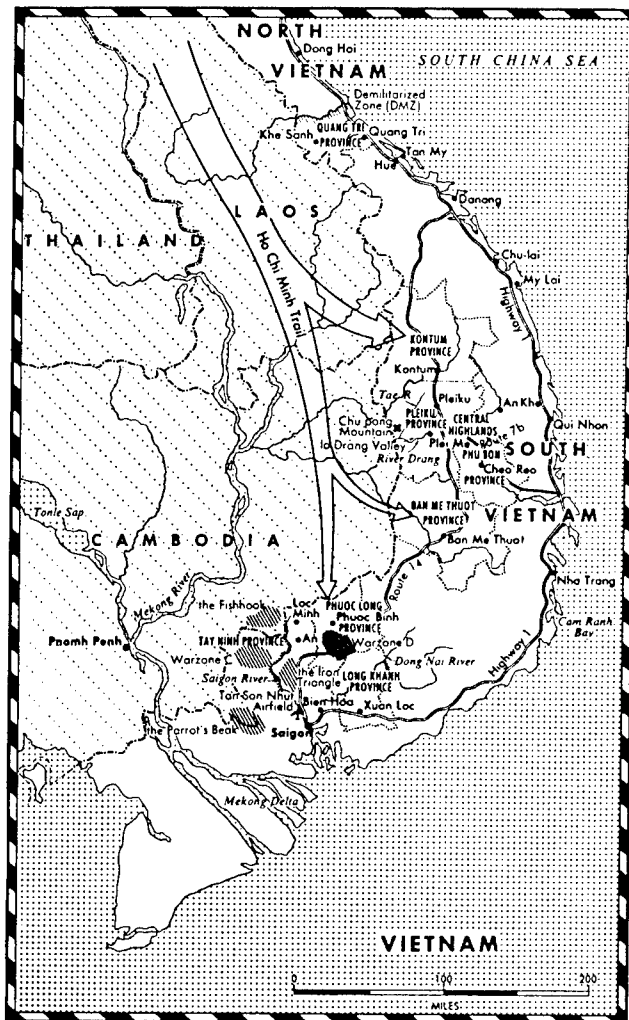 NORTH
Dong Hoi
VIETNAM
SOUTH CHINA SEA
Demilitarized
Zone (DMZ)
Khe Sanh
QUANG TRI
PROVINCE
Quang Tri
Tan My
Hue
Danang
LAOS
THAILAND
Ho Chi Minh Trail
Chu-lai
My Lai
Highway 1
KONTUM
PROVINCE
Kontum
Tae R
Pleiku
An Khe
Chu Pong
Mountain
PLEIKU
PROVINCE
CENTRAL
HIGHLANDS
Route 7b
Qui Nhon
Ia Drang Valley
Plei Me
River Drang
PHU BON
PROVINCE
SOUTH
Cheo Reo
Tonle Sap
BAN ME THUOT
PROVINCE
VIETNAM
CAMBODIA
Ban Me Thuot
Mekong River
Route 14
Nha Trang
the Fishhook
Loc
Minh
PHUOC LONG
Phuoc Binh
PROVINCE
Cam Ranh
Bay
Pnomh Penh
TAY NINH PROVINCE
An
Warzone D
Warzone C
Dong Nai River
Highway 1
Saigon River
the Iron
Triangle
LONG KHANH
PROVINCE
Tan Son Nhut
Airfield
Bien Hoa
Xuan Loc
the Parrot's Beak
Saigon
Mekong Delta
VIETNAM
0 100 200
MILES